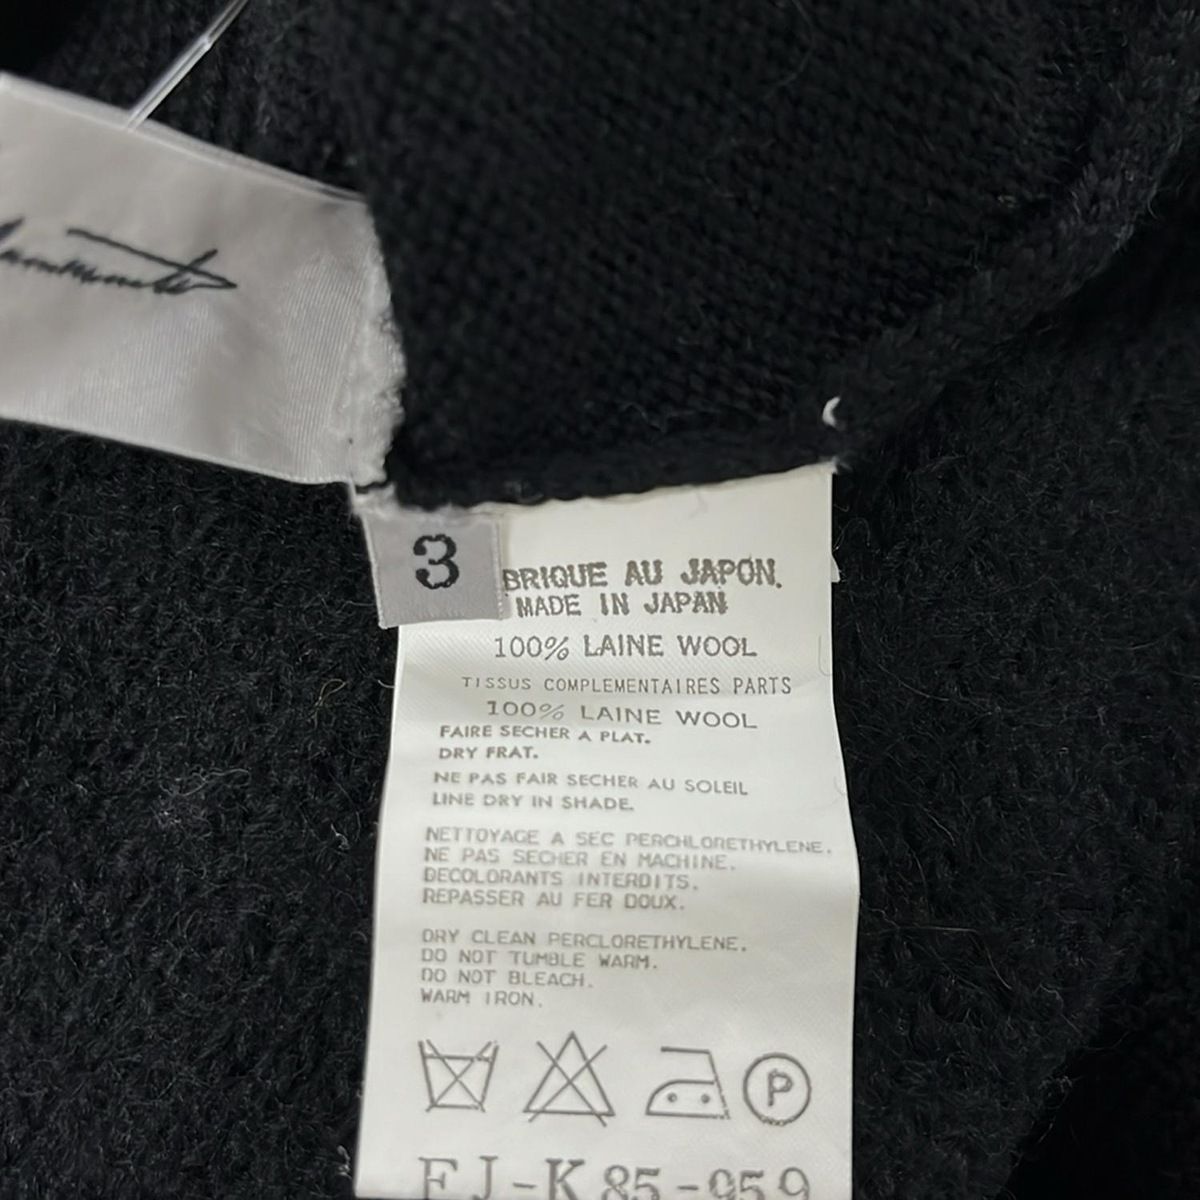 3
BRIQUE AU JAPON.
MADE IN JAPAN
100% LAINE WOOL
TISSUS COMPLEMENTAIRES PARTS
100% LAINE WOOL
FAIRE SECHER A PLAT.
DRY FRAT.
NE PAS FAIR SECHER AU SOLEIL
LINE DRY IN SHADE.
NETTOYAGE A SEC PERCHLORETHYLENE.
NE PAS SECHER EN MACHINE.
DECOLORANTS INTERDITS.
REPASSER AU FER DOUX.
DRY CLEAN PERCLORETHYLENE.
DO NOT TUMBLE WARM.
DO NOT BLEACH.
WARM IRON.
P
FJ-K85-959